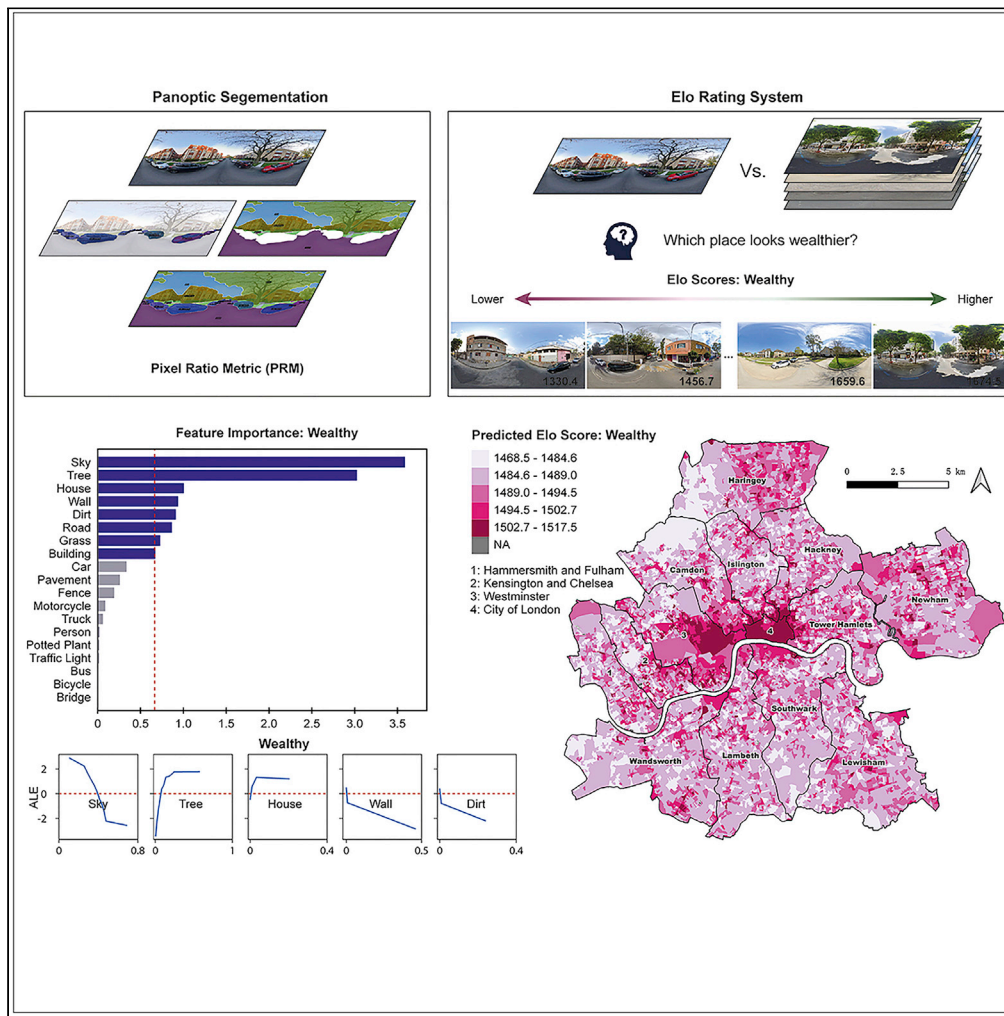 Panoptic Segementation
Pixel Ratio Metric (PRM)
Elo Rating System
Vs.
?
Which place looks wealthier?
Elo Scores: Wealthy
Lower
Higher
1330.4
1456.7
...
1659.6
1674.5
Feature Importance: Wealthy
Sky
Tree
House
Wall
Dirt
Road
Grass
Building
Car
Pavement
Fence
Motorcycle
Truck
Person
Potted Plant
Traffic Light
Bus
Bicycle
Bridge
0 0.5 1.0 1.5 2.0 2.5 3.0 3.5
Wealthy
ALE
2
0
-2
Sky
Tree
House
Wall
Dirt
0 0.8
0 1
0 0.4
0 0.5
0 0.4
Predicted Elo Score: Wealthy
1468.5 - 1484.6
1484.6 - 1489.0
1489.0 - 1494.5
1494.5 - 1502.7
1502.7 - 1517.5
NA
1: Hammersmith and Fulham
2: Kensington and Chelsea
3: Westminster
4: City of London
0 2.5 5 km
Haringey
Hackney
Islington
Camden
Newham
Tower Hamlets
3
4
2
1
Southwark
Wandsworth
Lambeth
Lewisham